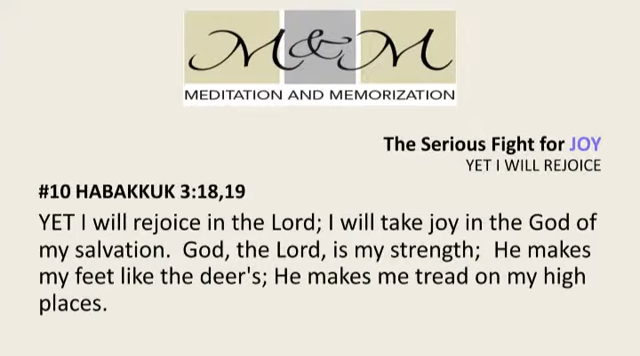 M&M
MEDITATION AND MEMORIZATION
The Serious Fight for JOY
YET I WILL REJOICE
#10 HABAKKUK 3:18,19
YET I will rejoice in the Lord; I will take joy in the God of
my salvation.  God, the Lord, is my strength;  He makes
my feet like the deer's; He makes me tread on my high
places.